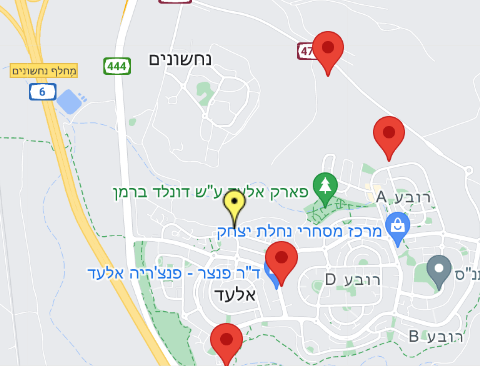 נחשונים
47
444
מחלף נחשונים
6
פארק אלעד ע"ש דונלד ברמן
רובע A
מרכז מסחרי נחלת יצחק
ד"ר פנצר - פנצ'ריה אלעד
רובע D
מתנ"ס
אלעד
רובע B